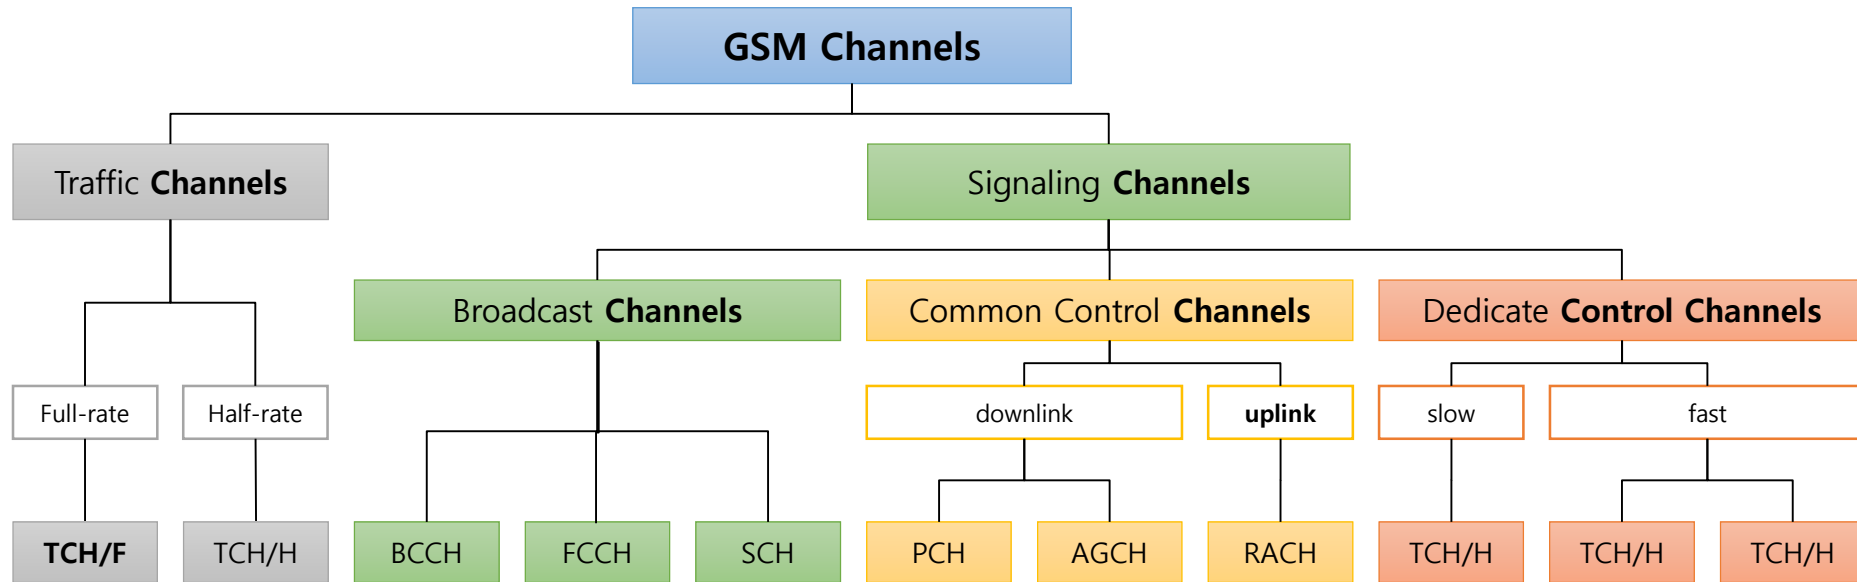 GSM Channels
Traffic Channels
Signaling Channels
Broadcast Channels
Common Control Channels
Dedicate Control Channels
Full-rate
Half-rate
downlink
uplink
slow
fast
TCH/F
TCH/H
BCCH
FCCH
SCH
PCH
AGCH
RACH
TCH/H
TCH/H
TCH/H